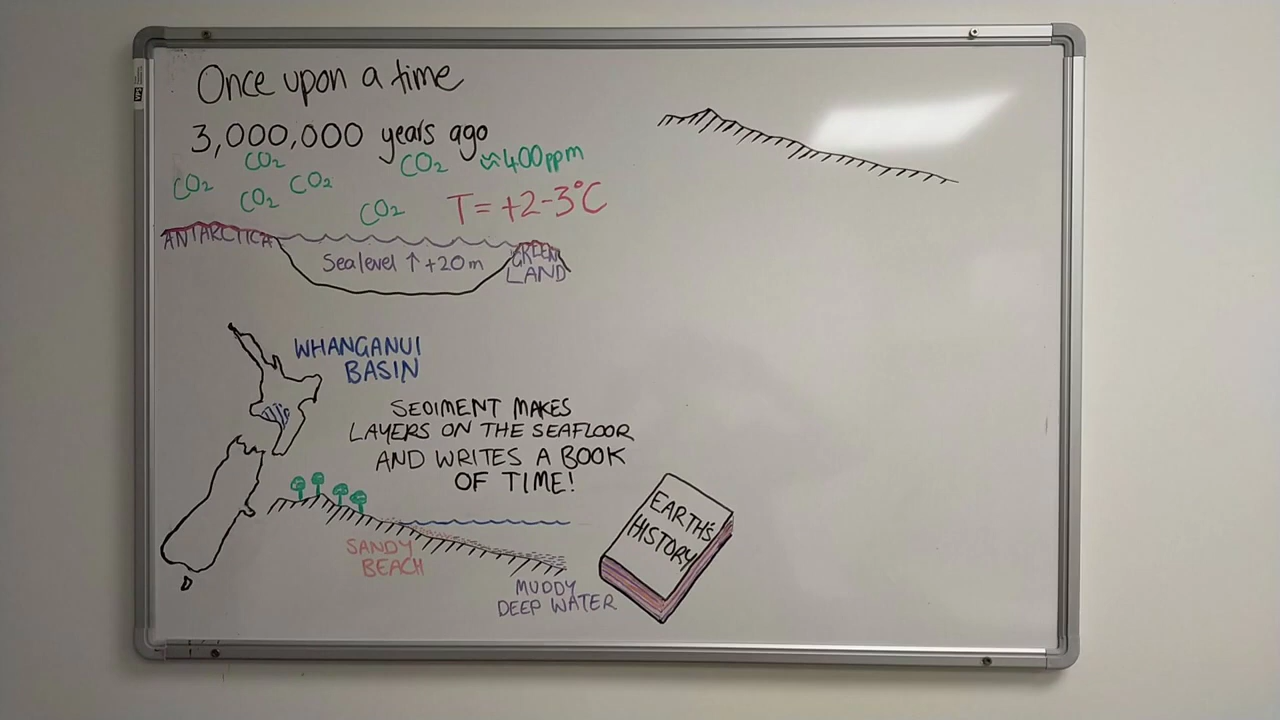 Once upon a time
3,000,000 years ago
CO₂
CO₂
CO₂
CO₂
CO₂
CO₂
≈400ppm
T= +2-3°C
ANTARCTICA
Sea level ↑ +20m
GREEN
LAND
WHANGANUI
BASIN
SEDIMENT MAKES
LAYERS ON THE SEAFLOOR
AND WRITES A BOOK
OF TIME!
EARTH'S
HISTORY
SANDY
BEACH
MUDDY
DEEP WATER